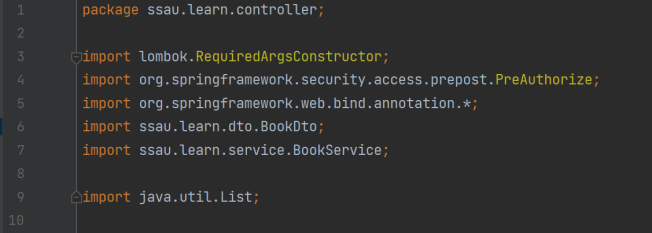 1 package ssau.learn.controller;
2
3 import lombok.RequiredArgsConstructor;
4 import org.springframework.security.access.prepost.PreAuthorize;
5 import org.springframework.web.bind.annotation.*;
6 import ssau.learn.dto.BookDto;
7 import ssau.learn.service.BookService;
8
9 import java.util.List;
10